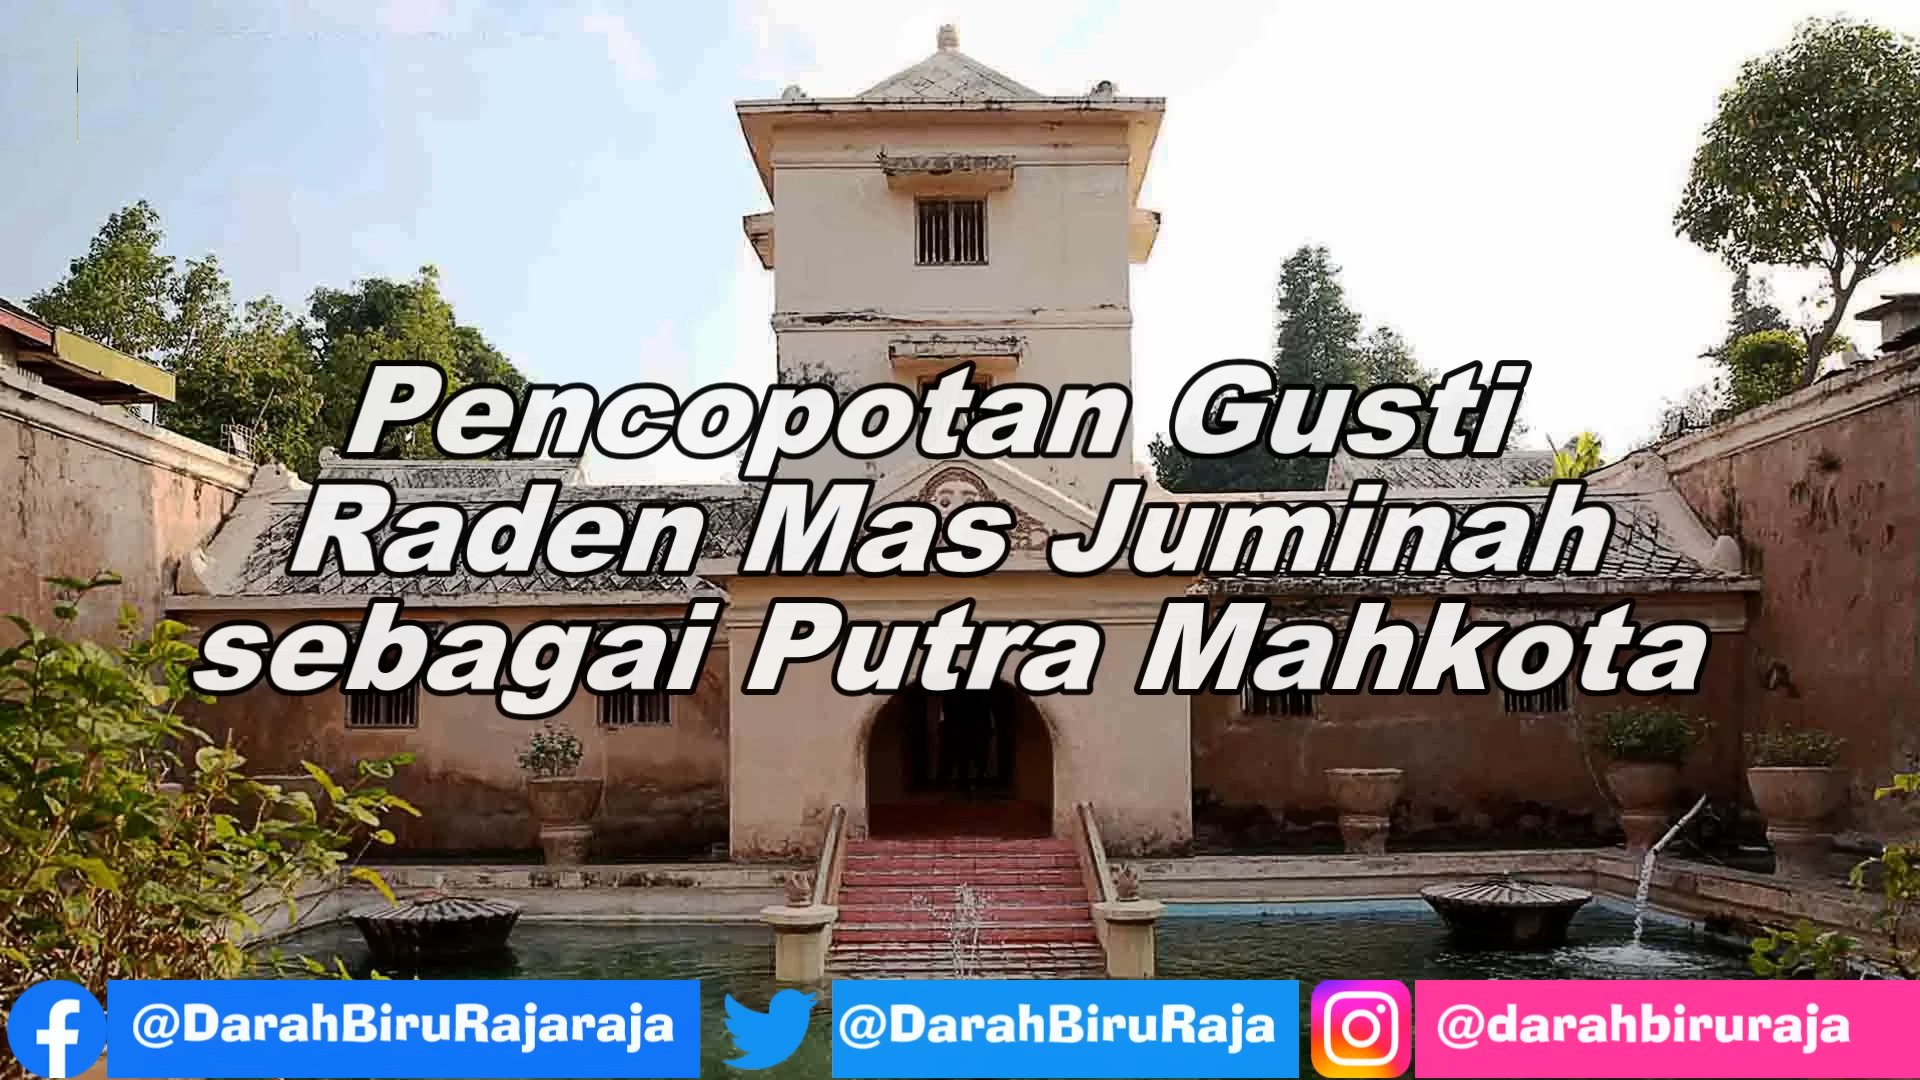 Pencopotan Gusti
Raden Mas Juminah
sebagai Putra Mahkota
@DarahBiruRajaraja
@DarahBiruRaja
@darahbiruraja